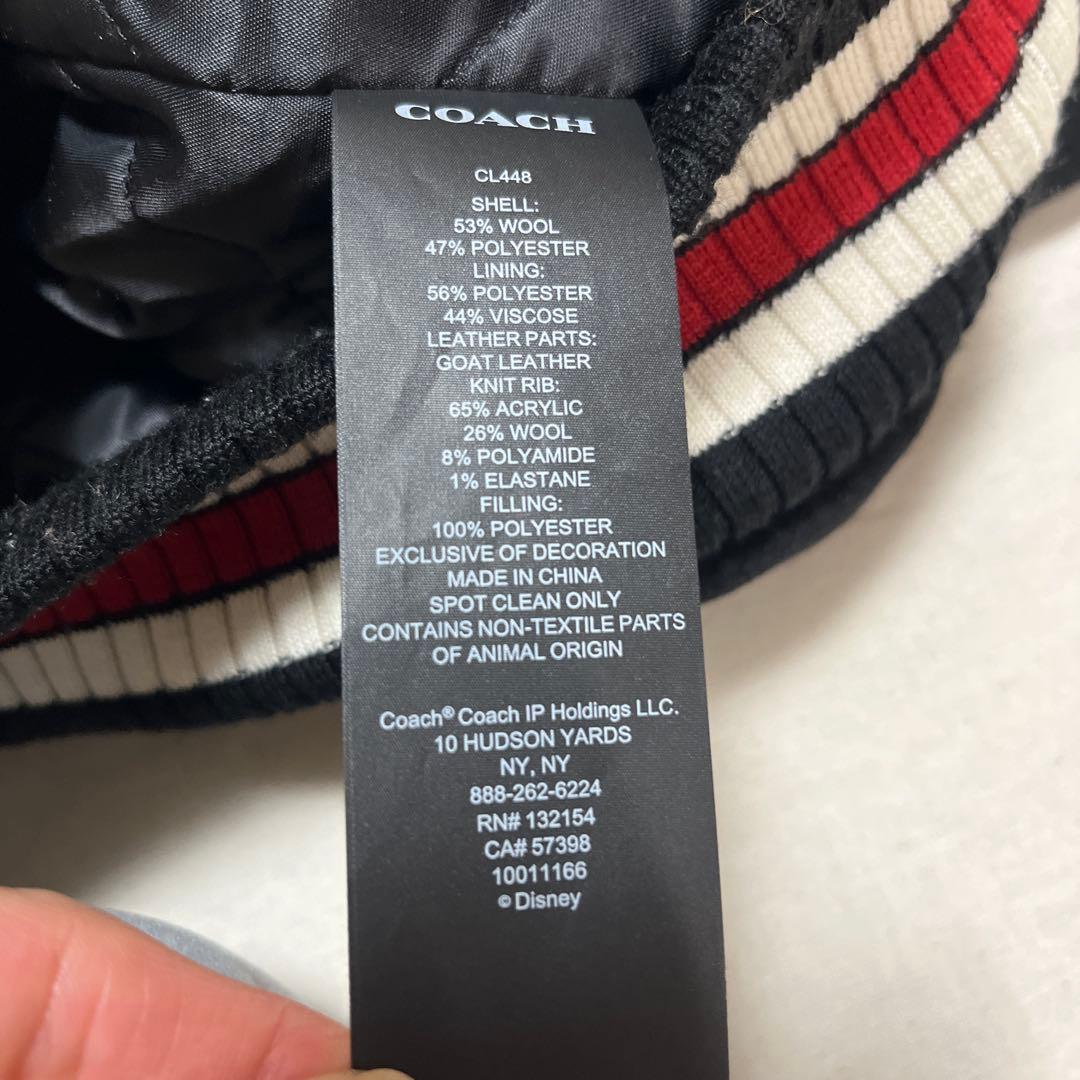 COACH
CL448
SHELL:
53% WOOL
47% POLYESTER
LINING:
56% POLYESTER
44% VISCOSE
LEATHER PARTS:
GOAT LEATHER
KNIT RIB:
65% ACRYLIC
26% WOOL
8% POLYAMIDE
1% ELASTANE
FILLING:
100% POLYESTER
EXCLUSIVE OF DECORATION
MADE IN CHINA
SPOT CLEAN ONLY
CONTAINS NON-TEXTILE PARTS
OF ANIMAL ORIGIN
Coach® Coach IP Holdings LLC.
10 HUDSON YARDS
NY, NY
888-262-6224
RN# 132154
CA# 57398
10011166
©Disney